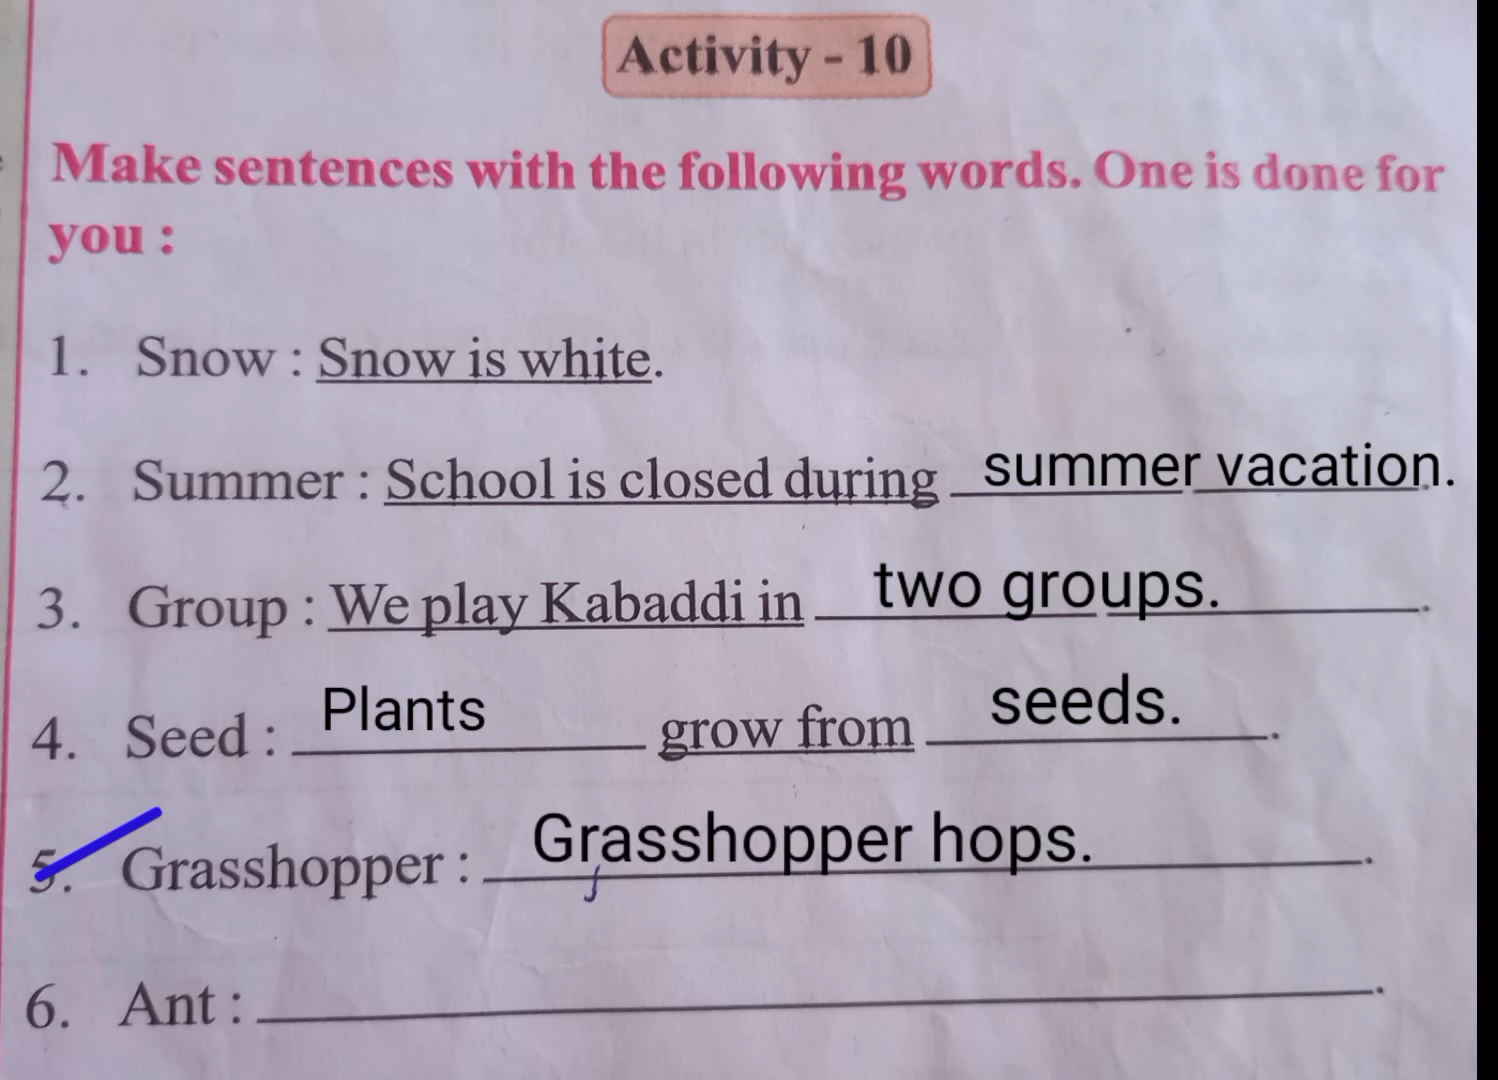 Activity - 10
Make sentences with the following words. One is done for
you :
1. Snow : Snow is white.
2. Summer : School is closed during summer vacation.
3. Group : We play Kabaddi in two groups.
4. Seed : Plants grow from seeds.
5. Grasshopper : Grasshopper hops.
6. Ant :